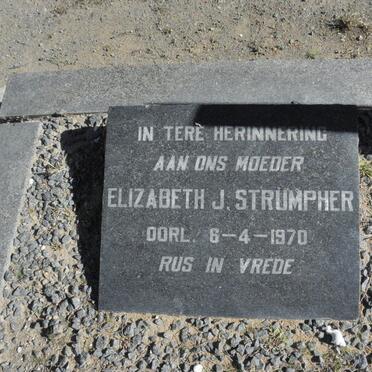 IN TERE HERINNERING
AAN ONS MOEDER
ELIZABETH J. STRUMPHER
OORL. 6-4-1970
RUS IN VREDE